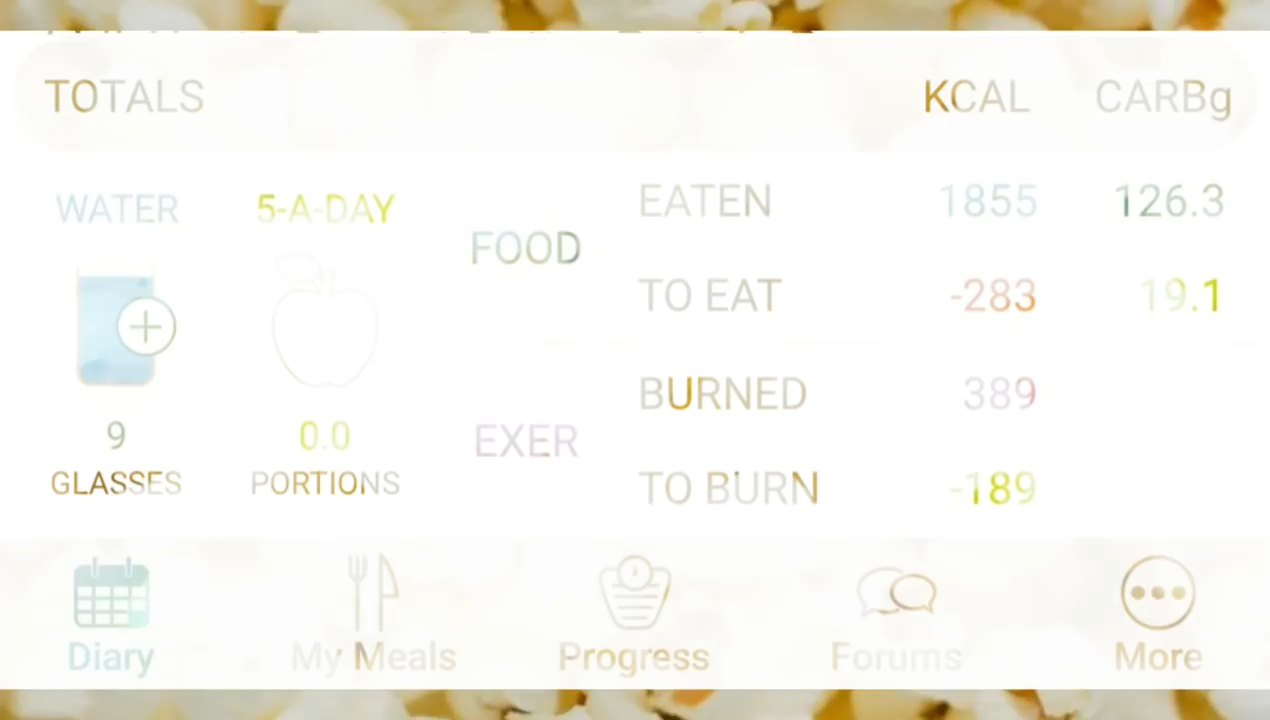 TOTALS KCAL CARBg
WATER 5-A-DAY
FOOD
EATEN 1855 126.3
TO EAT -283 19.1
9 0.0
GLASSES PORTIONS
EXER
BURNED 389
TO BURN -189
Diary My Meals Progress Forums More